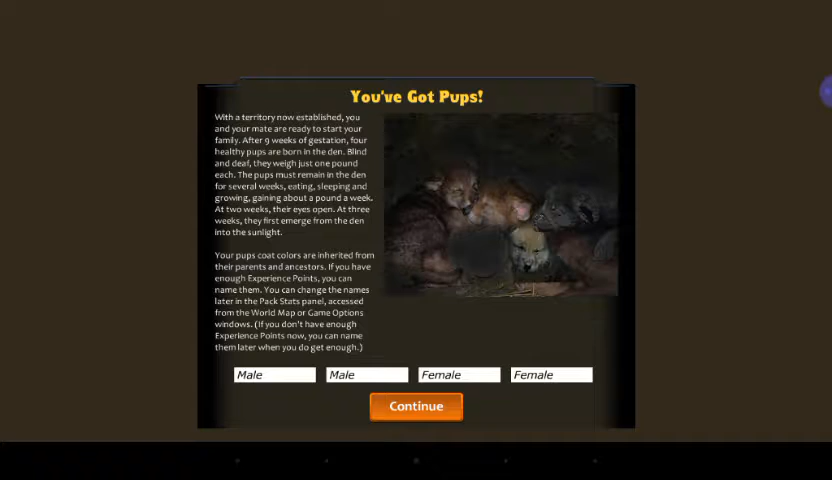 You've Got Pups!
With a territory now established, you
and your mate are ready to start your
family. After 9 weeks of gestation, four
healthy pups are born in the den. Blind
and deaf, they weigh just one pound
each. The pups must remain in the den
for several weeks, eating, sleeping and
growing, gaining about a pound a week.
At two weeks, their eyes open. At three
weeks, they first emerge from the den
into the sunlight.
Your pups coat colors are inherited from
their parents and ancestors. If you have
enough Experience Points, you can
name them. You can change the names
later in the Pack Stats panel, accessed
from the World Map or Game Options
windows. (If you don't have enough
Experience Points now, you can name
them later when you do get enough.)
Male Male Female Female
Continue